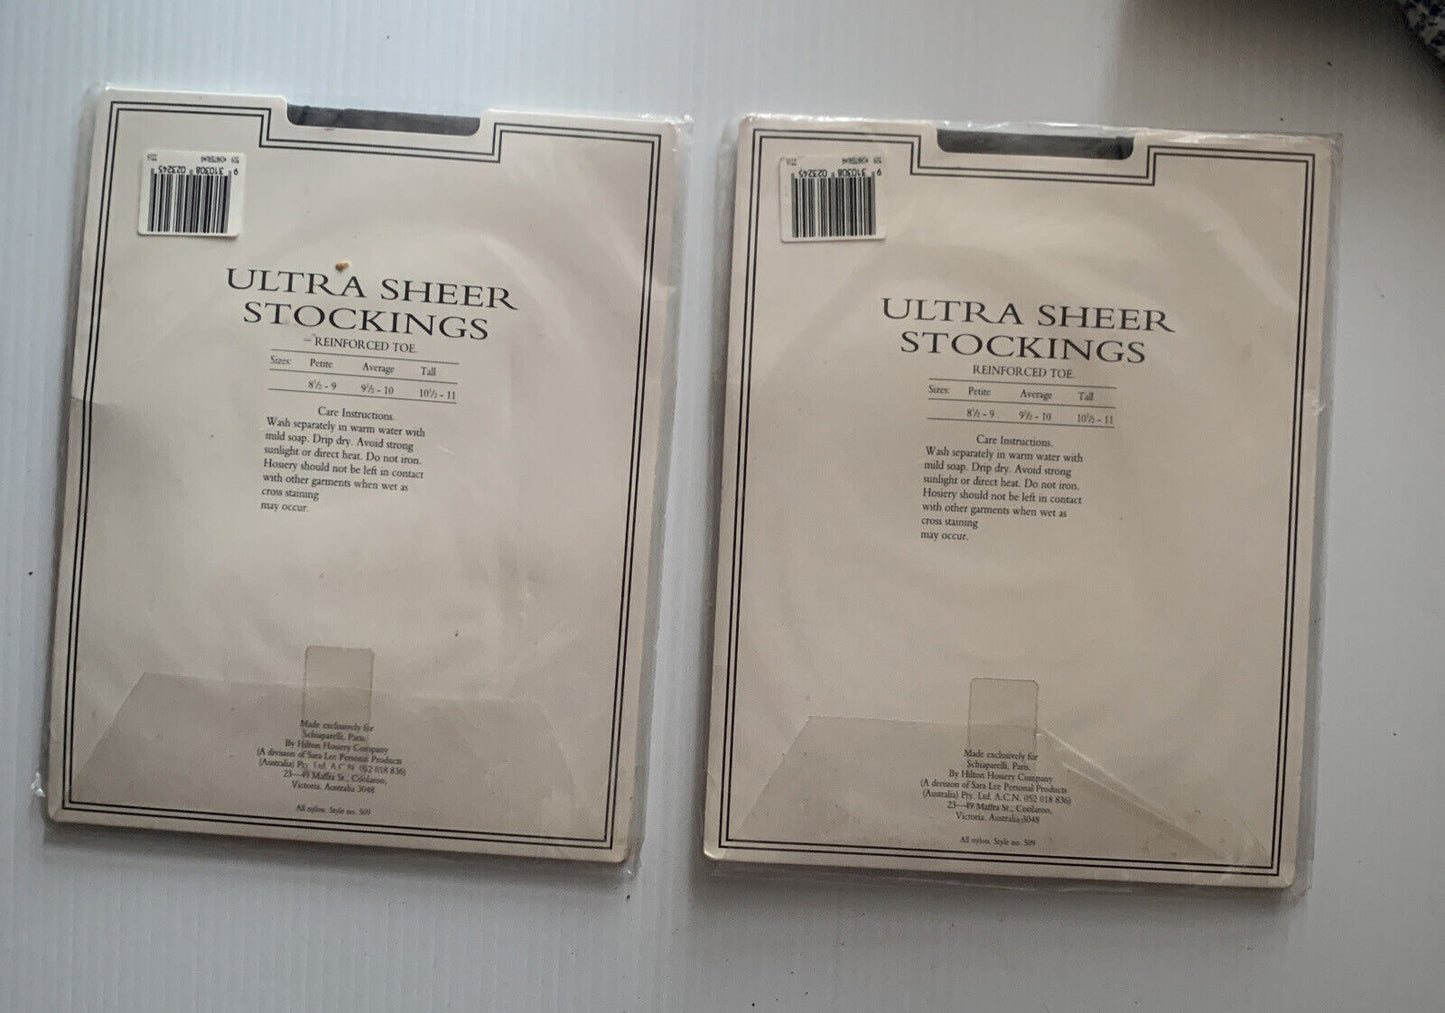 9 310308 023245
ULTRA SHEER
STOCKINGS
REINFORCED TOE.
Sizes: Petite Average Tall
8½ - 9 9½ - 10 10½ - 11
Care Instructions.
Wash separately in warm water with
mild soap. Drip dry. Avoid strong
sunlight or direct heat. Do not iron.
Hosiery should not be left in contact
with other garments when wet as
cross staining
may occur.
Made exclusively for
Schiaparelli, Paris.
By Hilton Hosiery Company
(A division of Sara Lee Personal Products
(Australia) Pty. Ltd. A.C.N. 052 018 836)
23—49 Maffra St., Coolaroo,
Victoria. Australia 3048
All nylon. Style no. 509
9 310308 023245
ULTRA SHEER
STOCKINGS
REINFORCED TOE.
Sizes: Petite Average Tall
8½ - 9 9½ - 10 10½ - 11
Care Instructions.
Wash separately in warm water with
mild soap. Drip dry. Avoid strong
sunlight or direct heat. Do not iron.
Hosiery should not be left in contact
with other garments when wet as
cross staining
may occur.
Made exclusively for
Schiaparelli, Paris.
By Hilton Hosiery Company
(A division of Sara Lee Personal Products
(Australia) Pty. Ltd. A.C.N. 052 018 836)
23—49 Maffra St., Coolaroo,
Victoria. Australia 3048
All nylon. Style no. 509